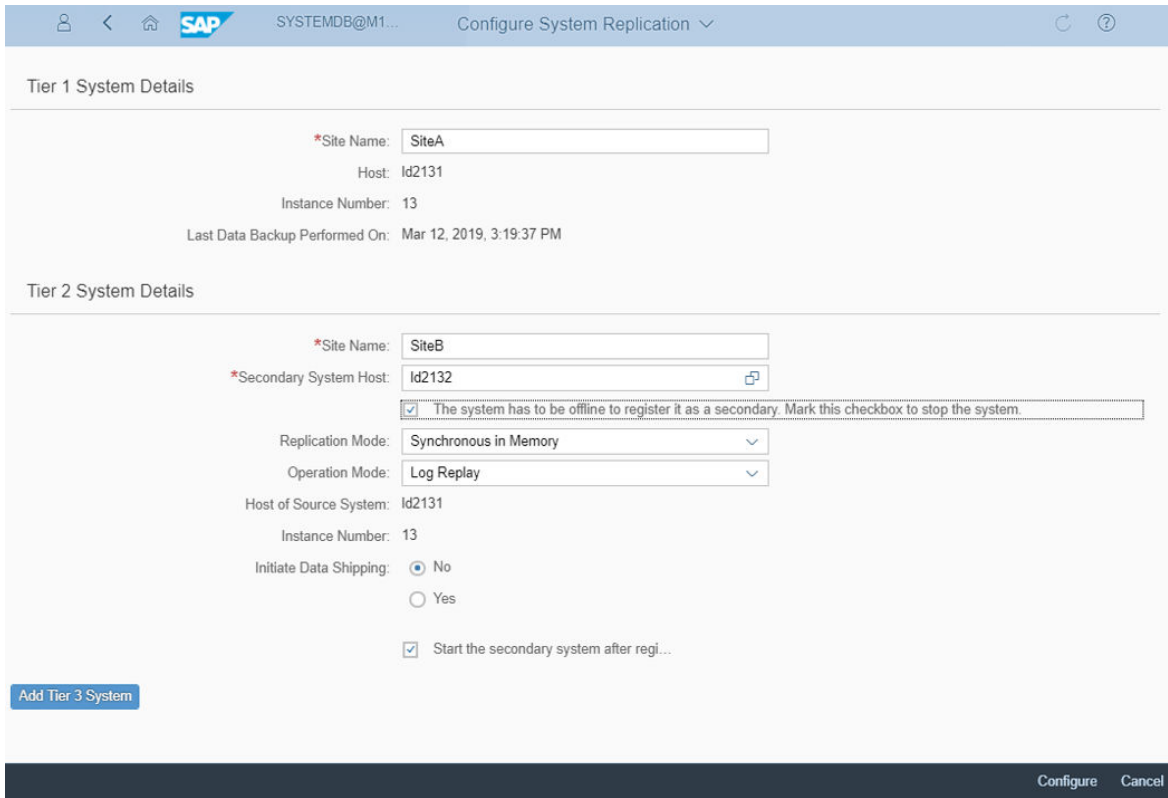 SAP SYSTEMDB@M1... Configure System Replication
Tier 1 System Details
*Site Name: SiteA
Host: ld2131
Instance Number: 13
Last Data Backup Performed On: Mar 12, 2019, 3:19:37 PM
Tier 2 System Details
*Site Name: SiteB
*Secondary System Host: ld2132
The system has to be offline to register it as a secondary. Mark this checkbox to stop the system.
Replication Mode: Synchronous in Memory
Operation Mode: Log Replay
Host of Source System: ld2131
Instance Number: 13
Initiate Data Shipping: No
Yes
Start the secondary system after regi...
Add Tier 3 System
Configure Cancel